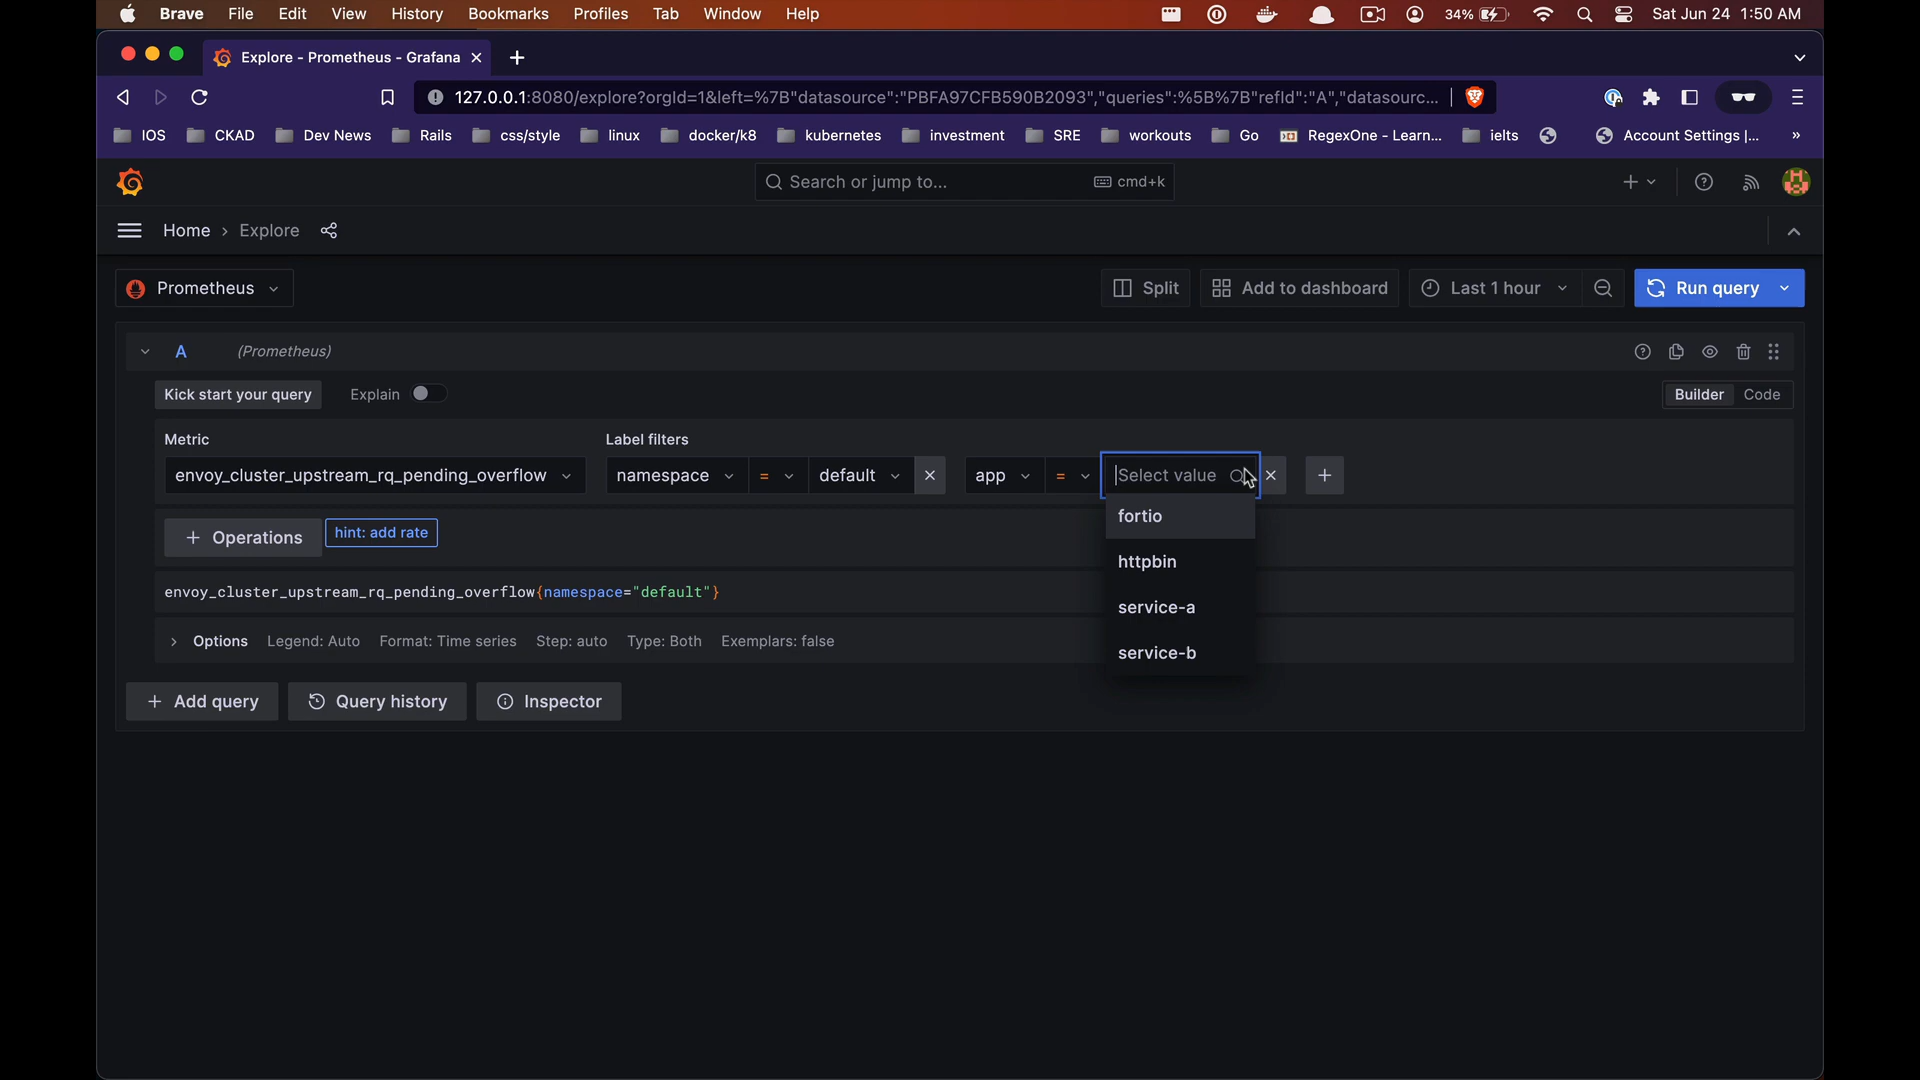 Brave File Edit View History Bookmarks Profiles Tab Window Help 34% Sat Jun 24 1:50 AM
Explore - Prometheus - Grafana
127.0.0.1:8080/explore?orgId=1&left=%7B"datasource":"PBFA97CFB590B2093","queries":%5B%7B"refId":"A","datasourc...
IOS CKAD Dev News Rails css/style linux docker/k8 kubernetes investment SRE workouts Go RegexOne - Learn... ielts Account Settings |... »
Search or jump to... cmd+k
Home › Explore
Prometheus Split Add to dashboard Last 1 hour Run query
A (Prometheus)
Kick start your query Explain Builder Code
Metric Label filters
envoy_cluster_upstream_rq_pending_overflow namespace = default app = Select value
fortio
+ Operations hint: add rate
httpbin
envoy_cluster_upstream_rq_pending_overflow{namespace="default"}
service-a
Options Legend: Auto Format: Time series Step: auto Type: Both Exemplars: false
service-b
+ Add query Query history Inspector